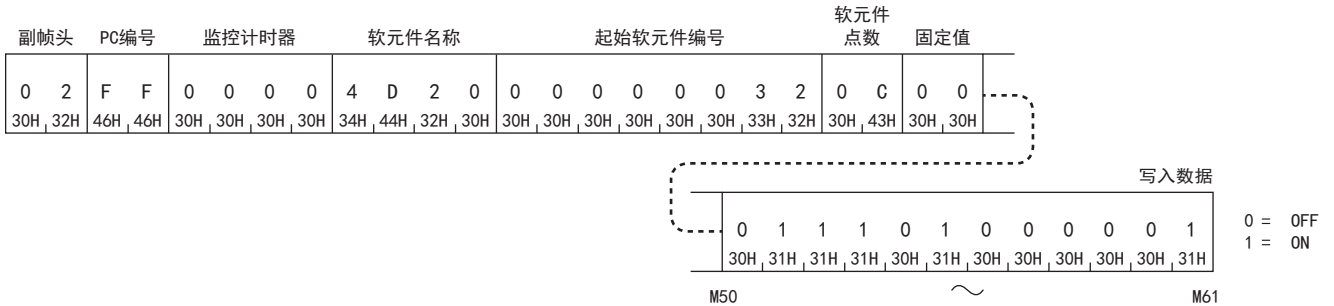 软元件
副帧头 PC编号 监控计时器 软元件名称 起始软元件编号 点数 固定值
0 2 F F 0 0 0 0 4 D 2 0 0 0 0 0 0 0 3 2 0 C 0 0
30H 32H 46H 46H 30H 30H 30H 30H 34H 44H 32H 30H 30H 30H 30H 30H 30H 30H 33H 32H 30H 43H 30H 30H
写入数据
0 1 1 1 0 1 0 0 0 0 0 1 0 = OFF
30H 31H 31H 31H 30H 31H 30H 30H 30H 30H 30H 31H 1 = ON
M50 ~ M61